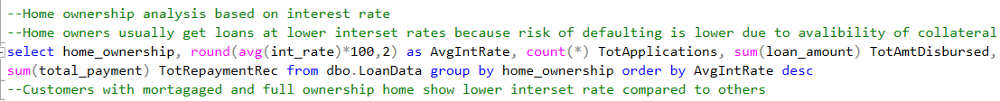 --Home ownership analysis based on interest rate
--Home owners usually get loans at lower interset rates because risk of defaulting is lower due to avalibility of collateral
select home_ownership, round(avg(int_rate)*100,2) as AvgIntRate, count(*) TotApplications, sum(loan_amount) TotAmtDisbursed,
sum(total_payment) TotRepaymentRec from dbo.LoanData group by home_ownership order by AvgIntRate desc
--Customers with mortagaged and full ownership home show lower interset rate compared to others